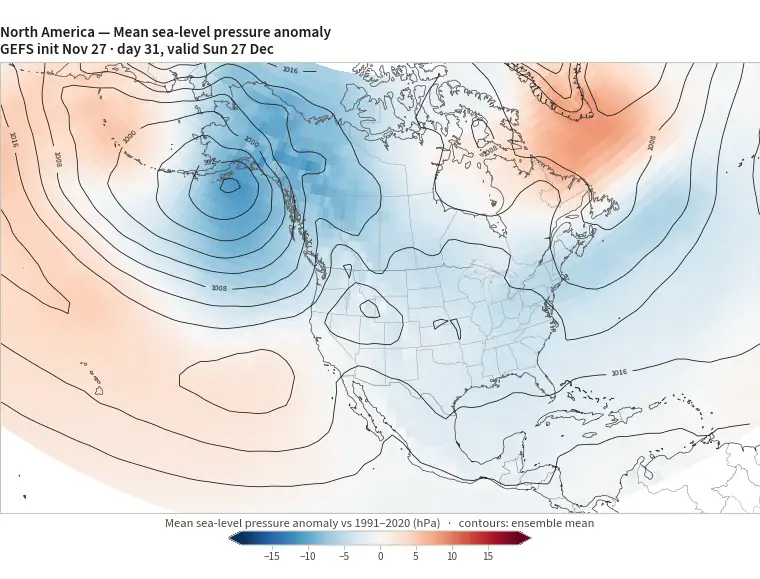 North America — Mean sea-level pressure anomaly
GEFS init Nov 27 · day 31, valid Sun 27 Dec
1016
1016
1008
1000
1000
992
1008
1008
1008
1016
Mean sea-level pressure anomaly vs 1991–2020 (hPa) · contours: ensemble mean
−15 −10 −5 0 5 10 15